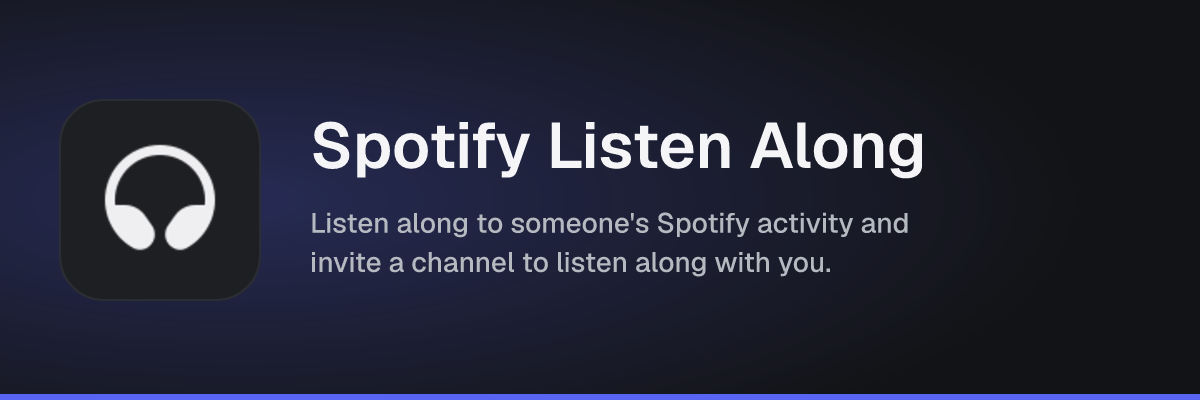 Spotify Listen Along
Listen along to someone's Spotify activity and
invite a channel to listen along with you.